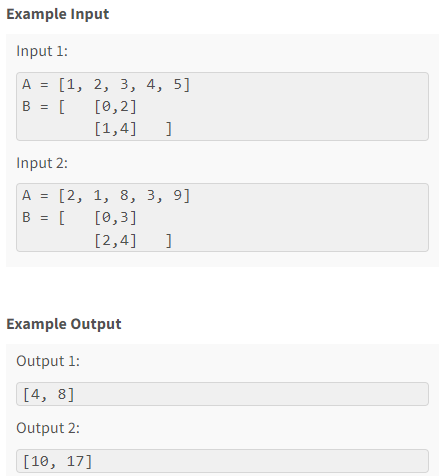 Example Input
Input 1:
A = [1, 2, 3, 4, 5]
B = [   [0,2]
        [1,4]   ]
Input 2:
A = [2, 1, 8, 3, 9]
B = [   [0,3]
        [2,4]   ]
Example Output
Output 1:
[4, 8]
Output 2:
[10, 17]